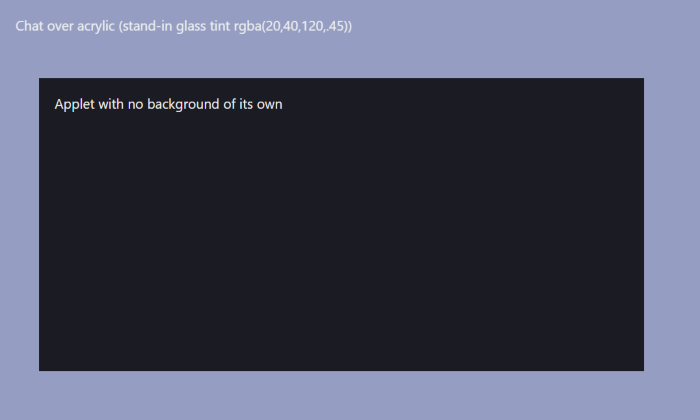 Chat over acrylic (stand-in glass tint rgba(20,40,120,.45))
Applet with no background of its own